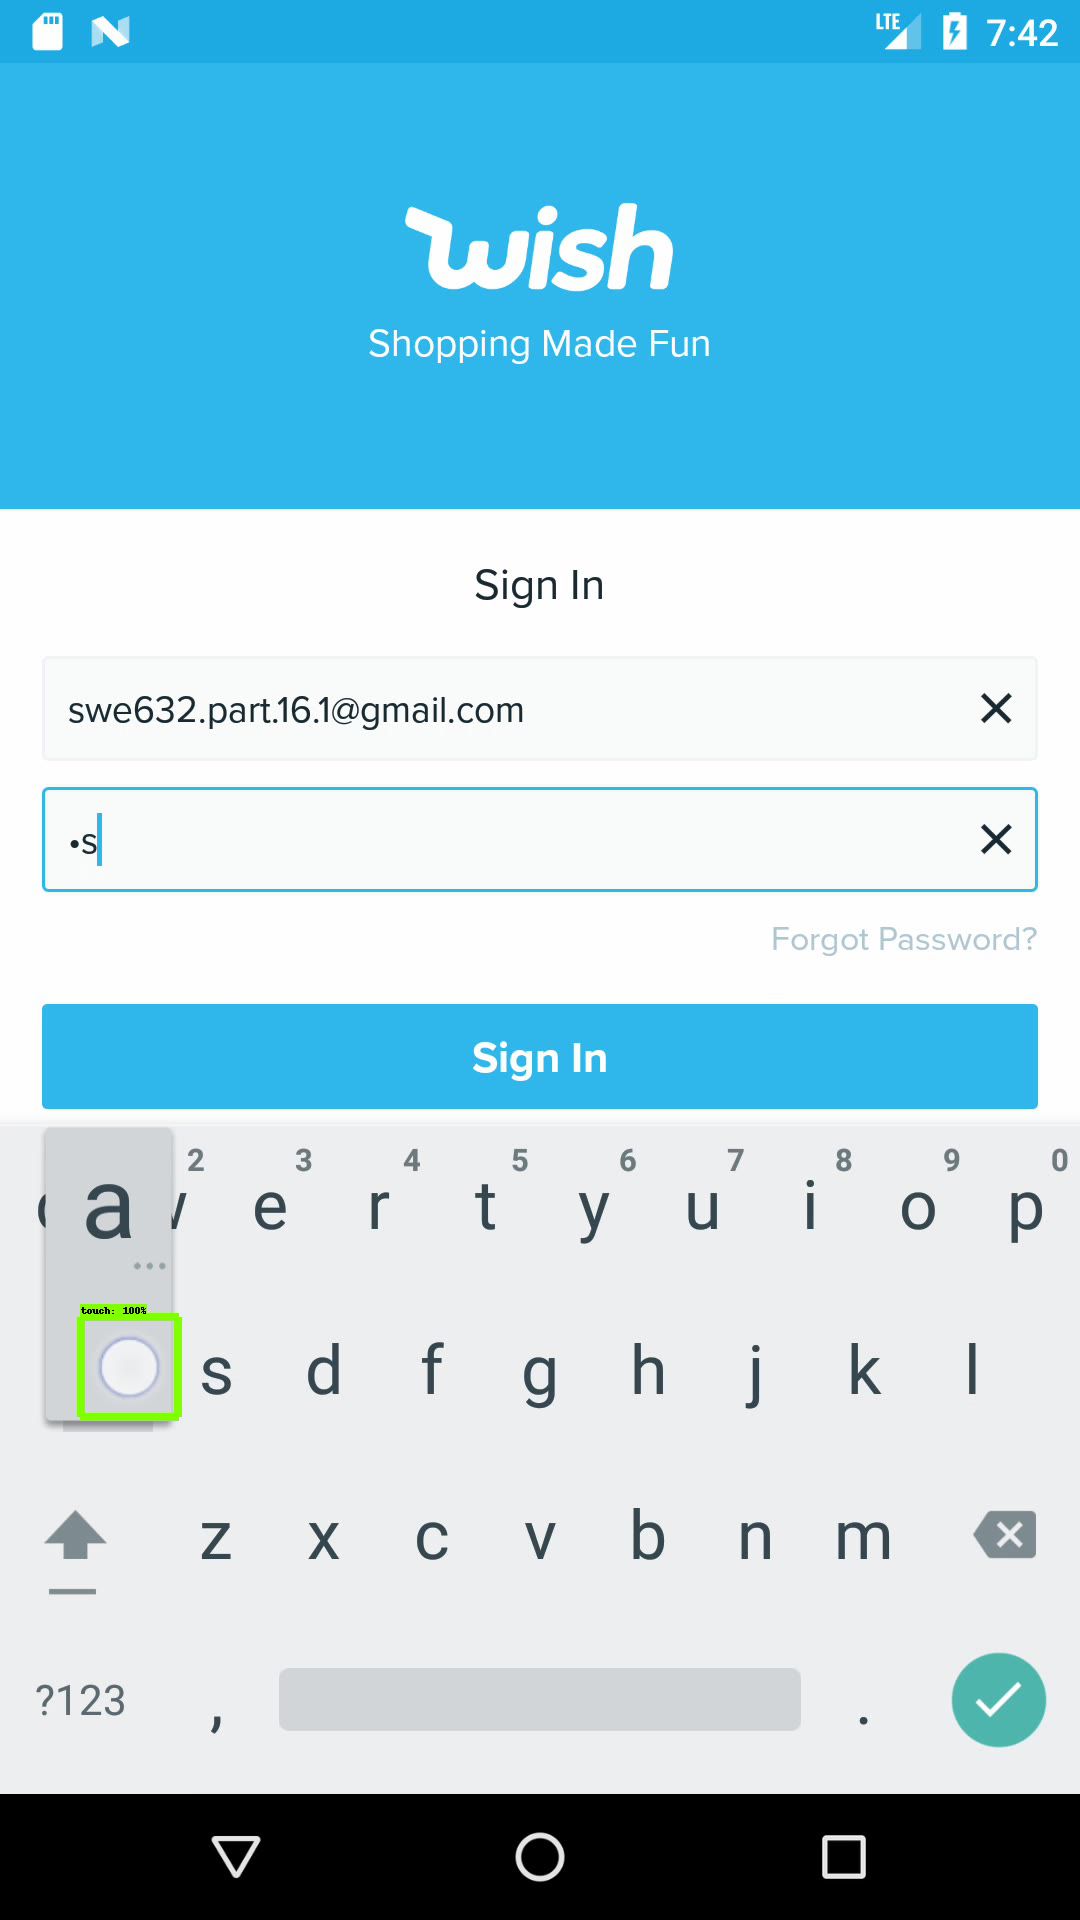 LTE 7:42
wish
Shopping Made Fun
Sign In
swe632.part.16.1@gmail.com
•s
Forgot Password?
Sign In
2 3 4 5 6 7 8 9 0
a e r t y u i o p
touch: 100%
s d f g h j k l
z x c v b n m
?123 , .